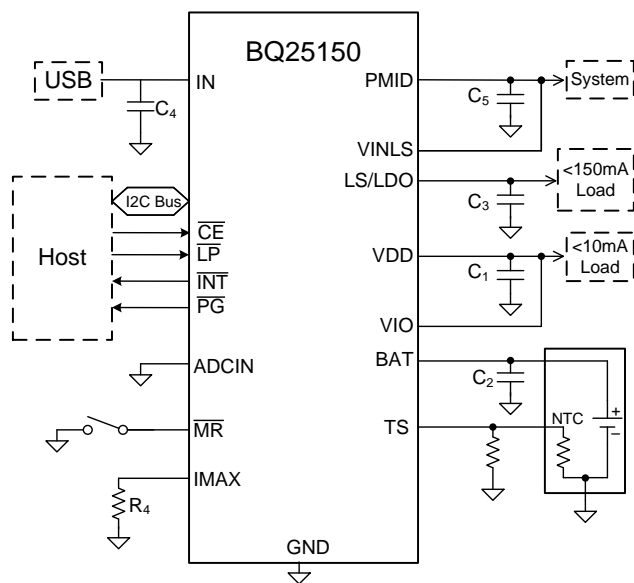 BQ25150
USB
IN
C4
I2C Bus
Host
CE
LP
INT
PG
ADCIN
MR
IMAX
R4
GND
PMID
C5
System
VINLS
LS/LDO
C3
<150mA
Load
VDD
C1
<10mA
Load
VIO
BAT
C2
TS
NTC
+
−